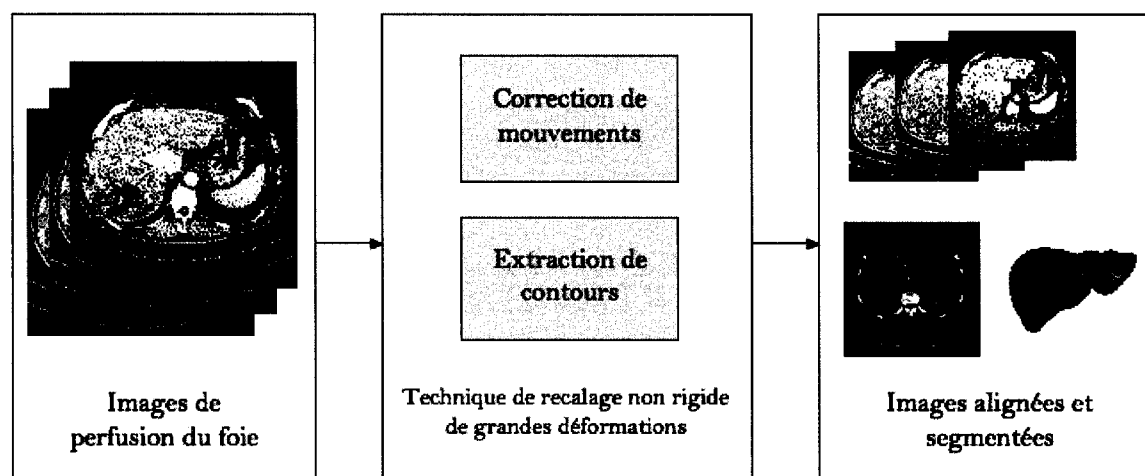 Images de
perfusion du foie
Correction de
mouvements
Extraction de
contours
Technique de recalage non rigide
de grandes déformations
Images alignées et
segmentées